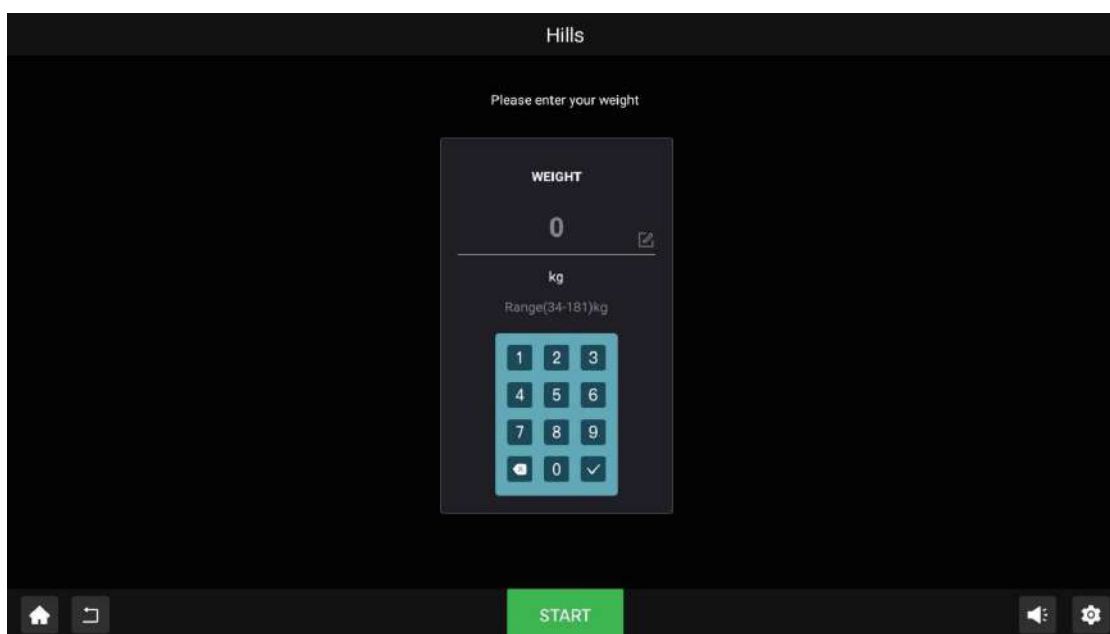 Hills
Please enter your weight
WEIGHT
0
kg
Range(34-181)kg
1 2 3
4 5 6
7 8 9
0
START